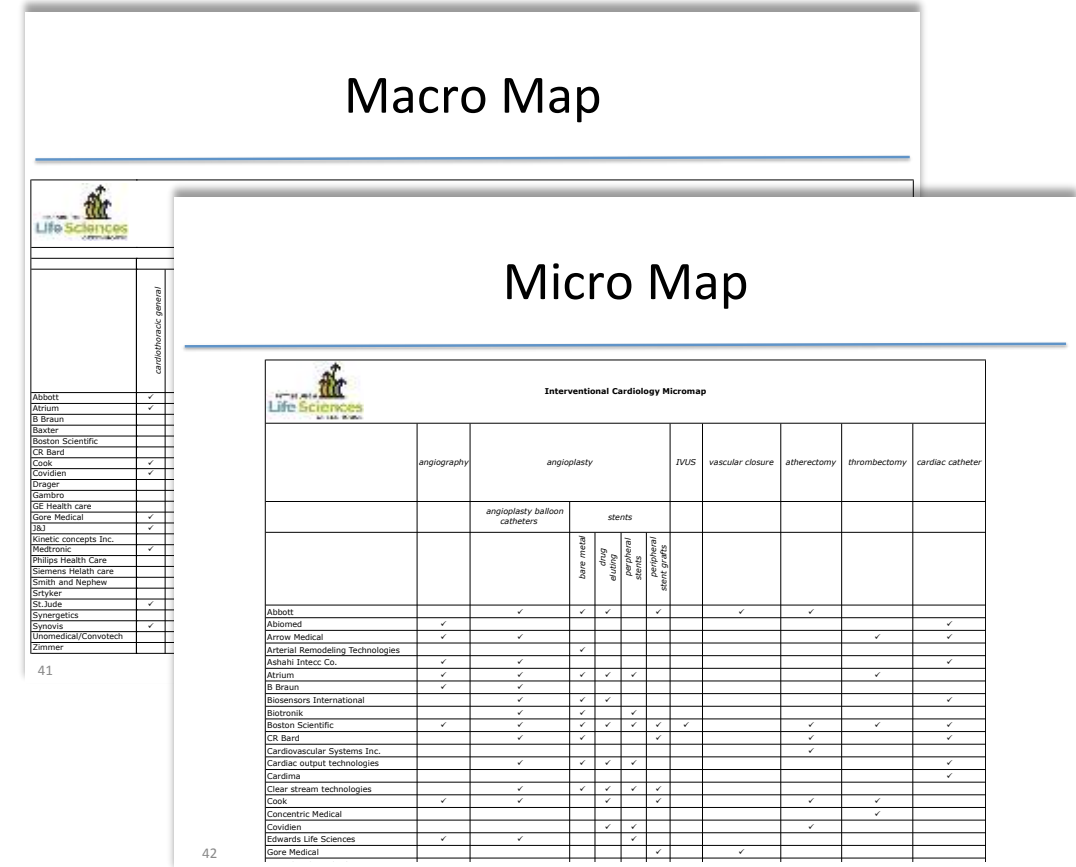 Macro Map
Life Sciences
cardiothoracic general
Abbott ✓
Atrium ✓
B Braun
Baxter
Boston Scientific
CR Bard
Cook ✓
Covidien ✓
Drager
Gambro
GE Health care
Gore Medical ✓
J&J ✓
Kinetic concepts Inc.
Medtronic ✓
Philips Health Care
Siemens Helath care
Smith and Nephew
Srtyker
St.Jude ✓
Synergetics
Synovis ✓
Unomedical/Convotech
Zimmer
41
Micro Map
Life Sciences
Interventional Cardiology Micromap
angiography angioplasty IVUS vascular closure atherectomy thrombectomy cardiac catheter
angioplasty balloon catheters stents
bare metal drug eluting perpheral stents peripheral stent grafts
Abbott ✓ ✓ ✓ ✓ ✓ ✓
Abiomed ✓ ✓
Arrow Medical ✓ ✓ ✓ ✓
Arterial Remodeling Technologies ✓
Ashahi Intecc Co. ✓ ✓ ✓
Atrium ✓ ✓ ✓ ✓ ✓ ✓
B Braun ✓ ✓
Biosensors International ✓ ✓ ✓ ✓
Biotronik ✓ ✓ ✓
Boston Scientific ✓ ✓ ✓ ✓ ✓ ✓ ✓ ✓ ✓ ✓
CR Bard ✓ ✓ ✓ ✓ ✓
Cardiovascular Systems Inc. ✓
Cardiac output technologies ✓ ✓ ✓ ✓ ✓
Cardima ✓
Clear stream technologies ✓ ✓ ✓ ✓ ✓
Cook ✓ ✓ ✓ ✓ ✓ ✓
Concentric Medical ✓
Covidien ✓ ✓ ✓
Edwards Life Sciences ✓ ✓ ✓
Gore Medical ✓ ✓
42